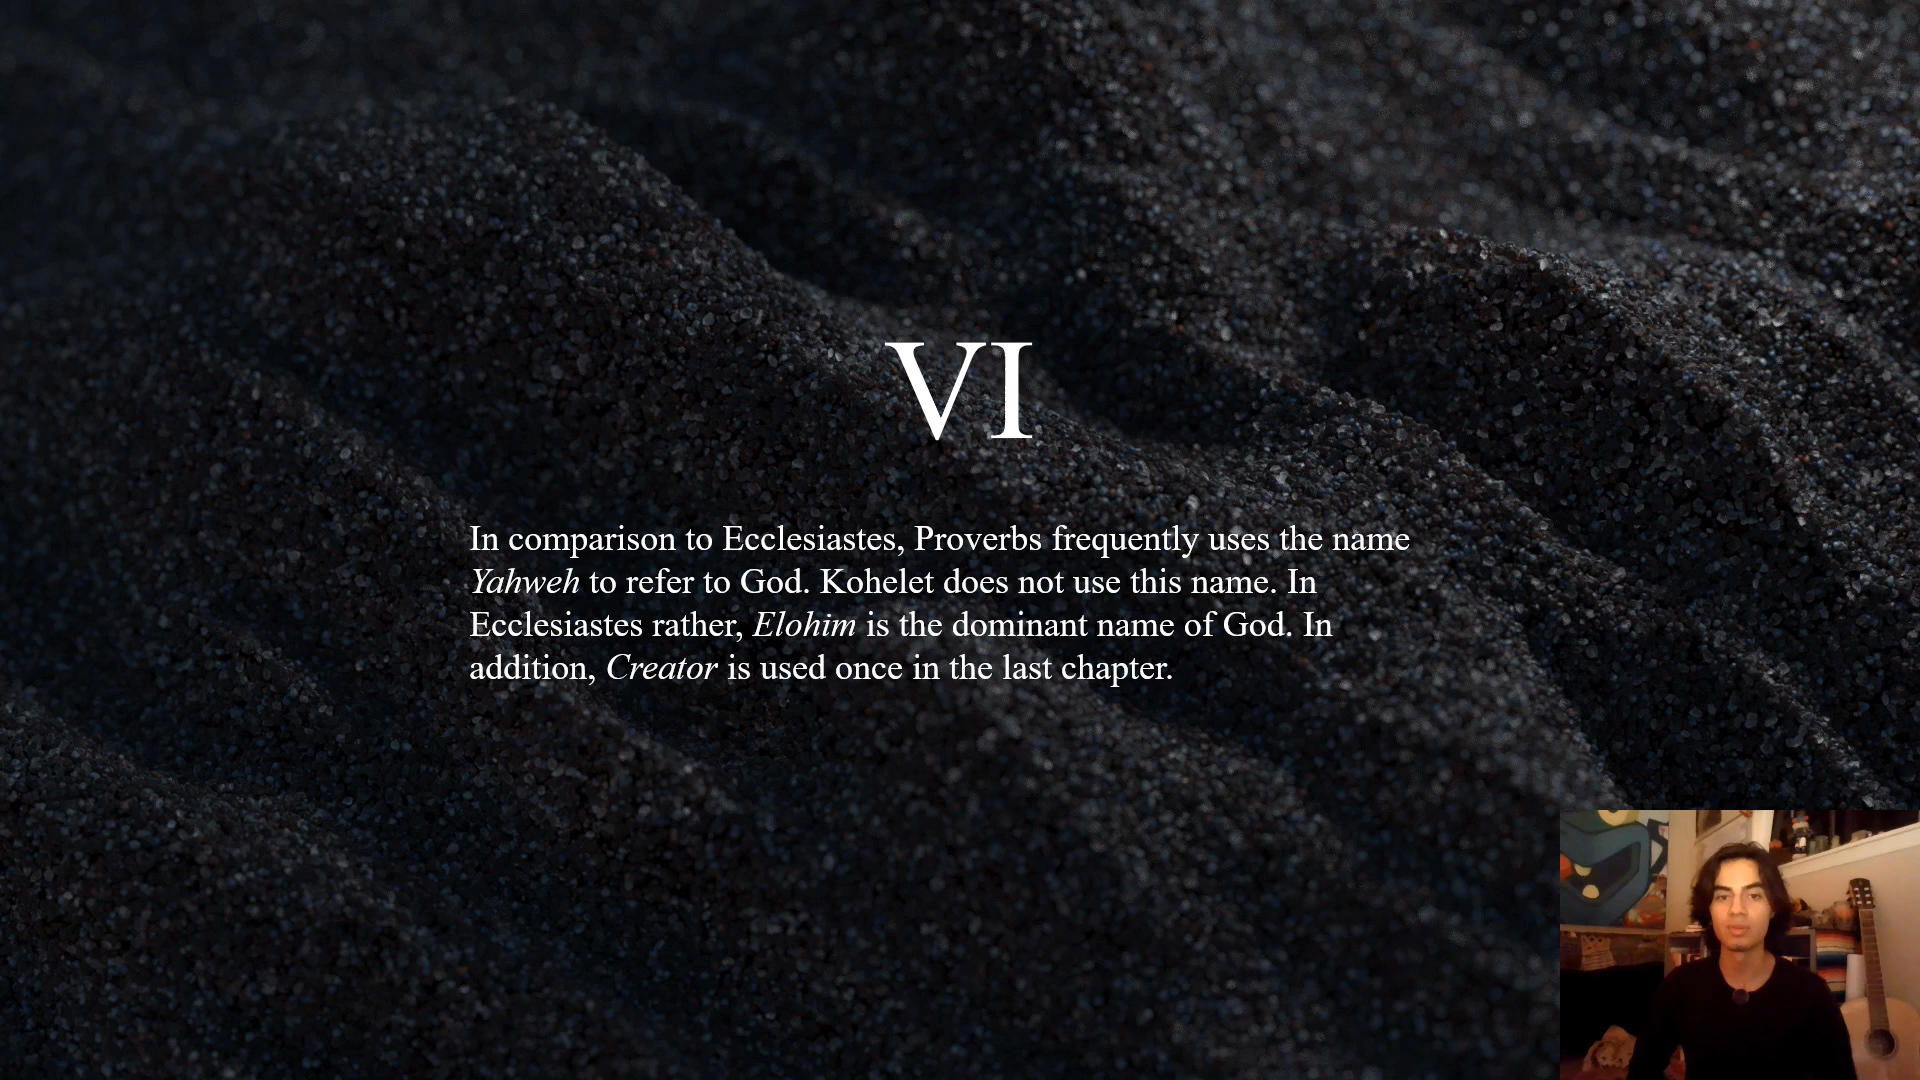 VI
In comparison to Ecclesiastes, Proverbs frequently uses the name
Yahweh to refer to God. Kohelet does not use this name. In
Ecclesiastes rather, Elohim is the dominant name of God. In
addition, Creator is used once in the last chapter.